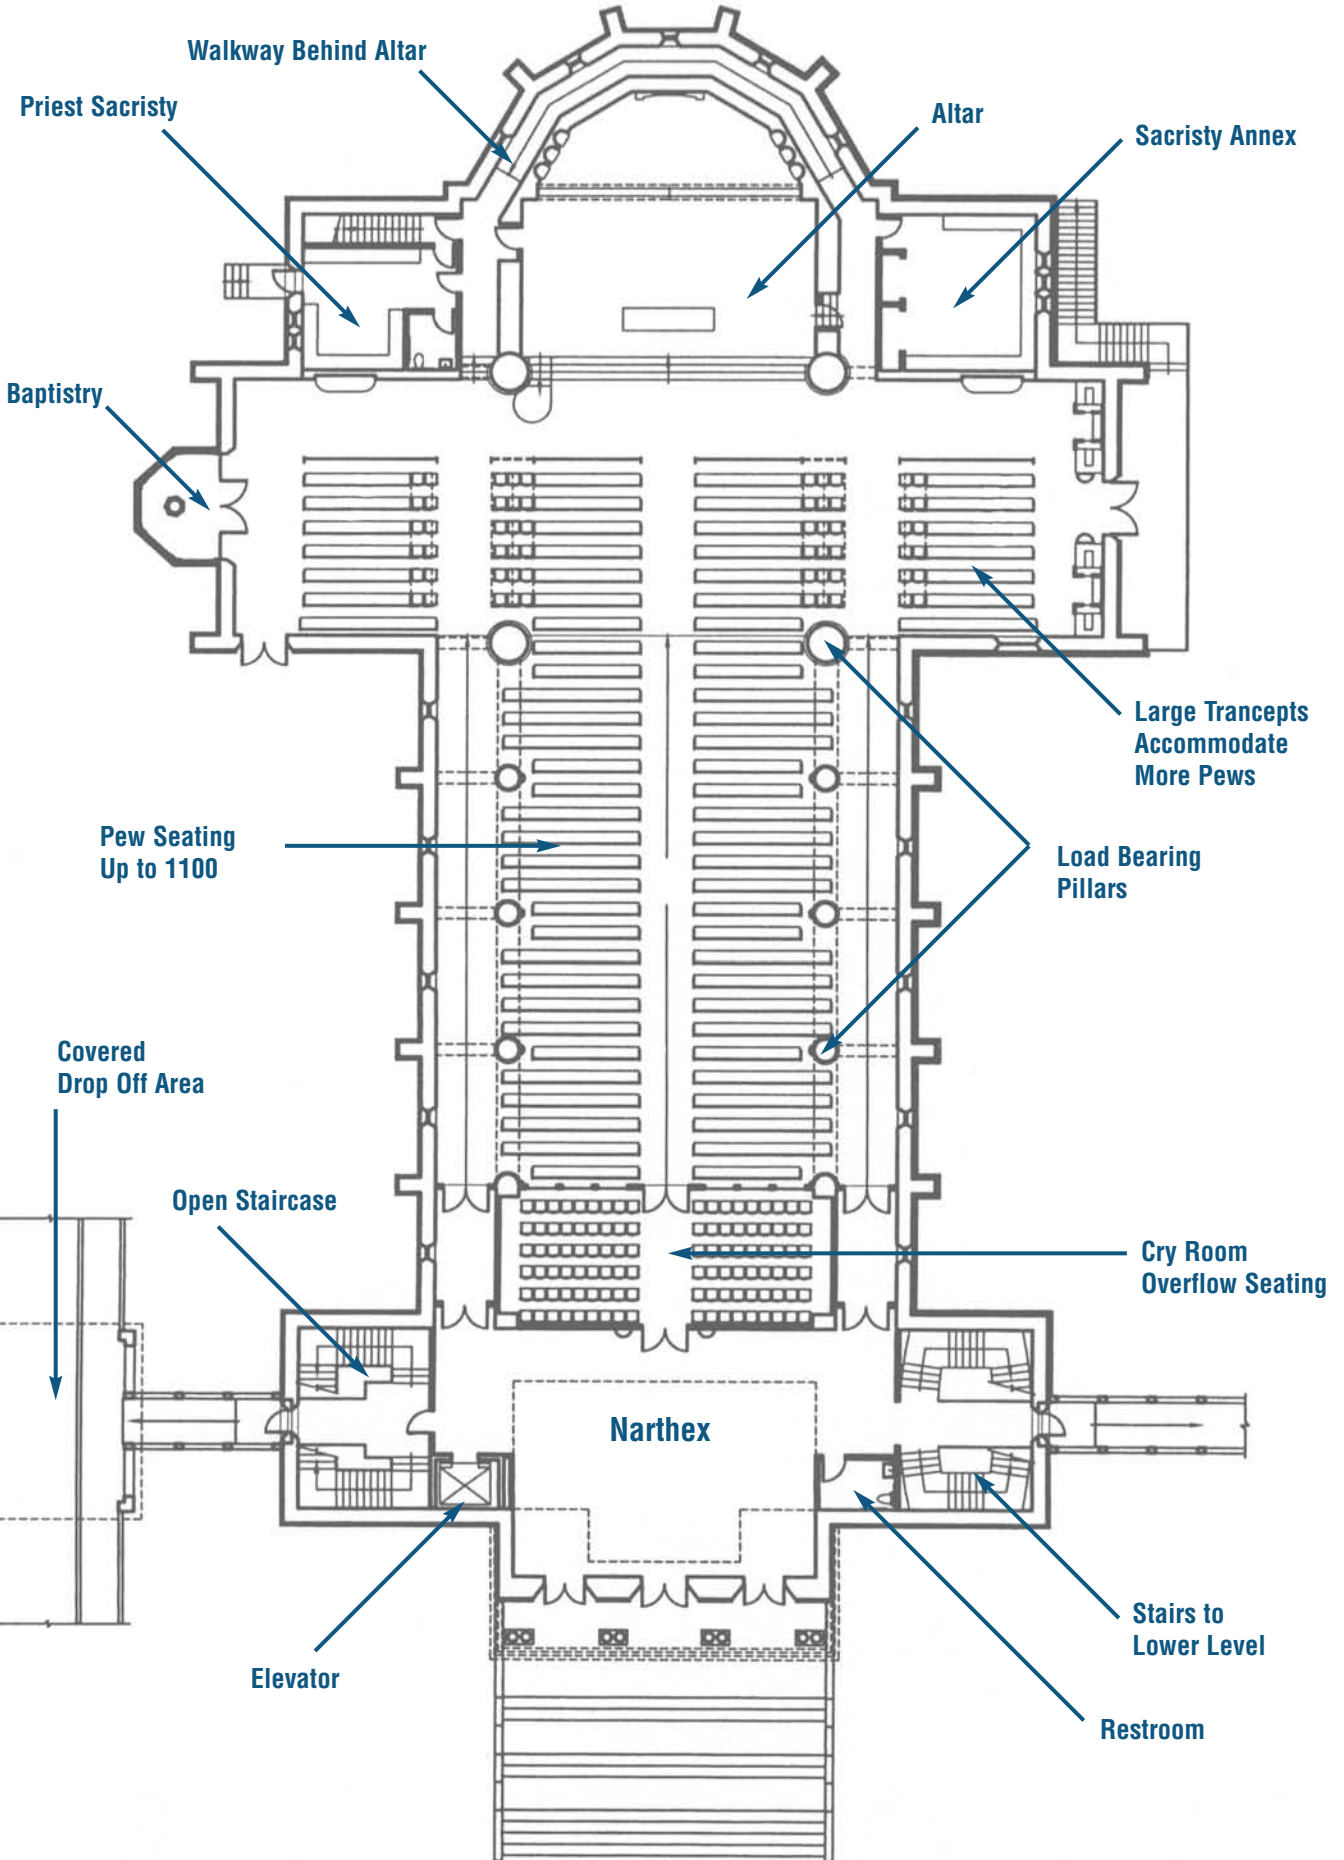 Walkway Behind Altar
Priest Sacristy
Altar
Sacristy Annex
Baptistry
Large Trancepts
Accommodate
More Pews
Pew Seating
Up to 1100
Load Bearing
Pillars
Covered
Drop Off Area
Open Staircase
Cry Room
Overflow Seating
Narthex
Stairs to
Lower Level
Elevator
Restroom